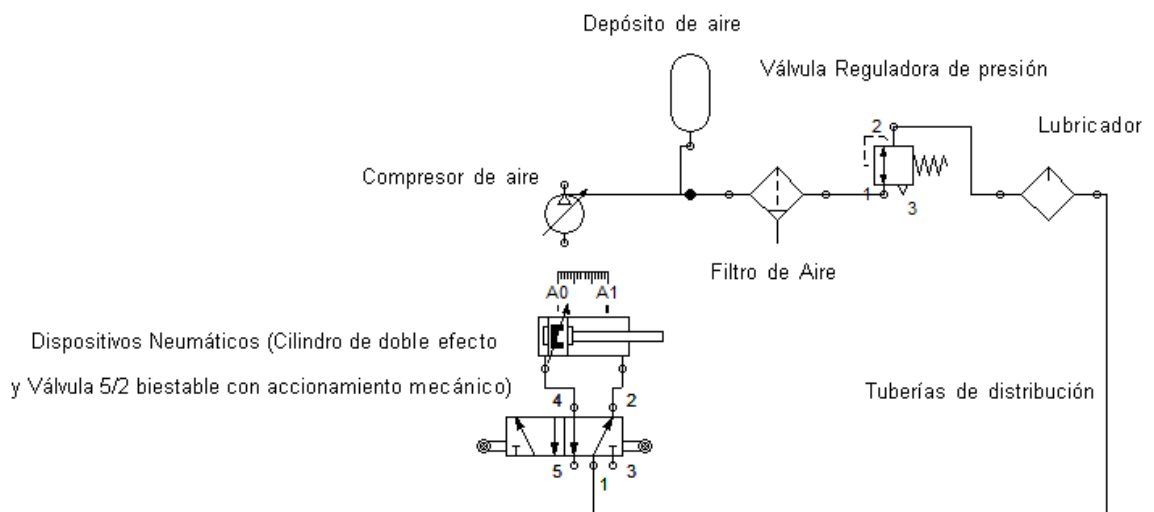 Depósito de aire
Válvula Reguladora de presión
2
Lubricador
Compresor de aire
1
3
Filtro de Aire
A0 A1
Dispositivos Neumáticos (Cilindro de doble efecto
y Válvula 5/2 biestable con accionamiento mecánico)
Tuberías de distribución
4 2
5 1 3